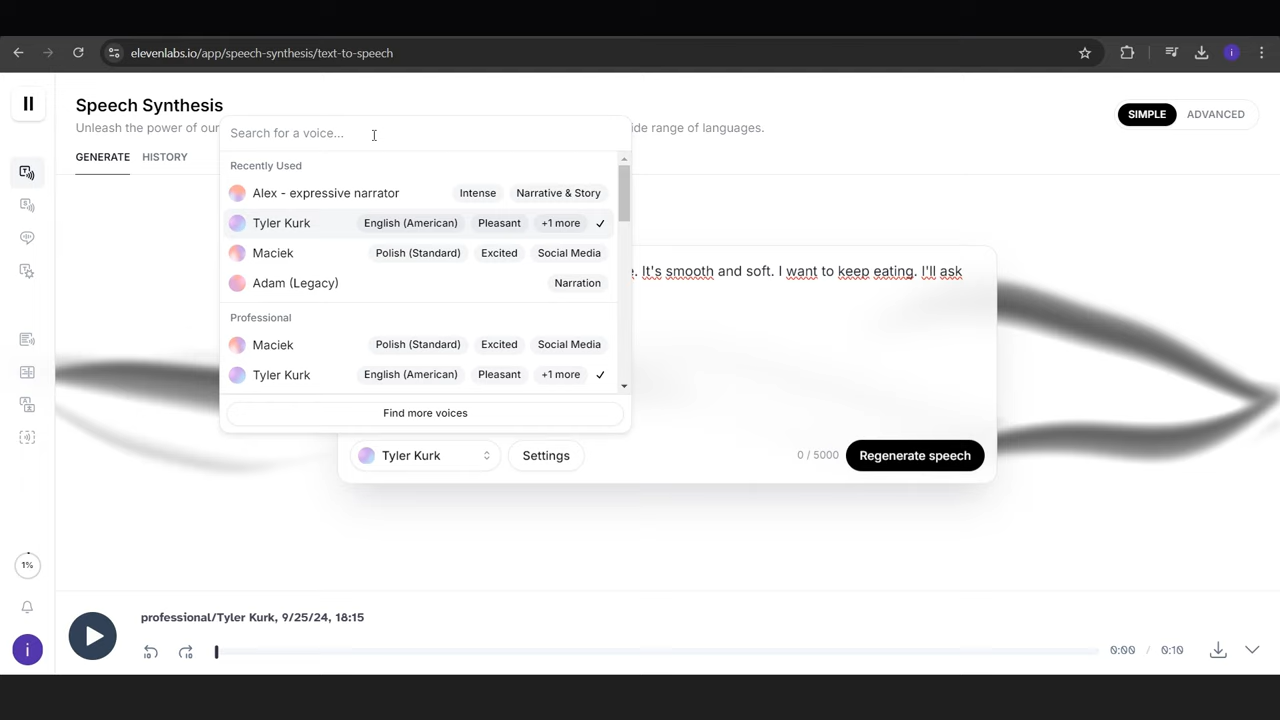 elevenlabs.io/app/speech-synthesis/text-to-speech
i
Speech Synthesis
Unleash the power of our
ide range of languages.
SIMPLE
ADVANCED
GENERATE
HISTORY
Search for a voice...
Recently Used
Alex - expressive narrator Intense Narrative & Story
Tyler Kurk English (American) Pleasant +1 more
Maciek Polish (Standard) Excited Social Media
Adam (Legacy) Narration
Professional
Maciek Polish (Standard) Excited Social Media
Tyler Kurk English (American) Pleasant +1 more
Find more voices
e. It's smooth and soft. I want to keep eating. I'll ask
Tyler Kurk
Settings
0 / 5000
Regenerate speech
1%
professional/Tyler Kurk, 9/25/24, 18:15
i
10
10
0:00 / 0:10